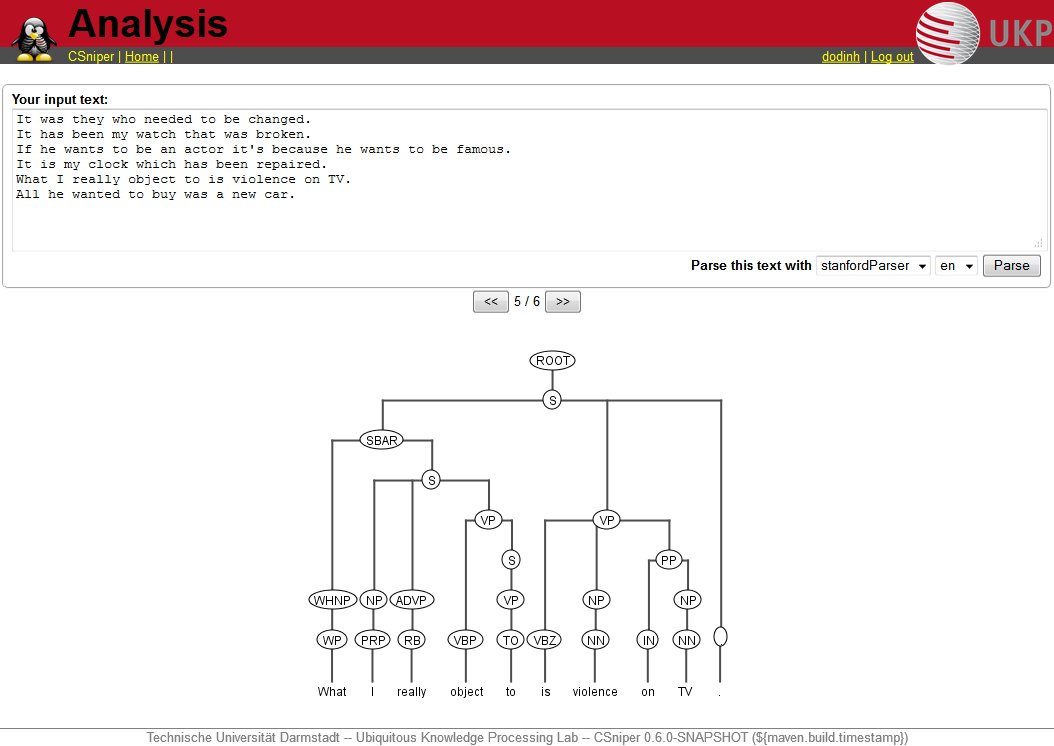 Analysis
CSniper | Home | |
dodinh | Log out
UKP
Your input text:
It was they who needed to be changed.
It has been my watch that was broken.
If he wants to be an actor it's because he wants to be famous.
It is my clock which has been repaired.
What I really object to is violence on TV.
All he wanted to buy was a new car.
Parse this text with stanfordParser en Parse
<< 5 / 6 >>
ROOT
S
SBAR
S
VP VP
S PP
WHNP NP ADVP VP NP NP
WP PRP RB VBP TO VBZ NN IN NN
What I really object to is violence on TV .
Technische Universität Darmstadt -- Ubiquitous Knowledge Processing Lab -- CSniper 0.6.0-SNAPSHOT (${maven.build.timestamp})